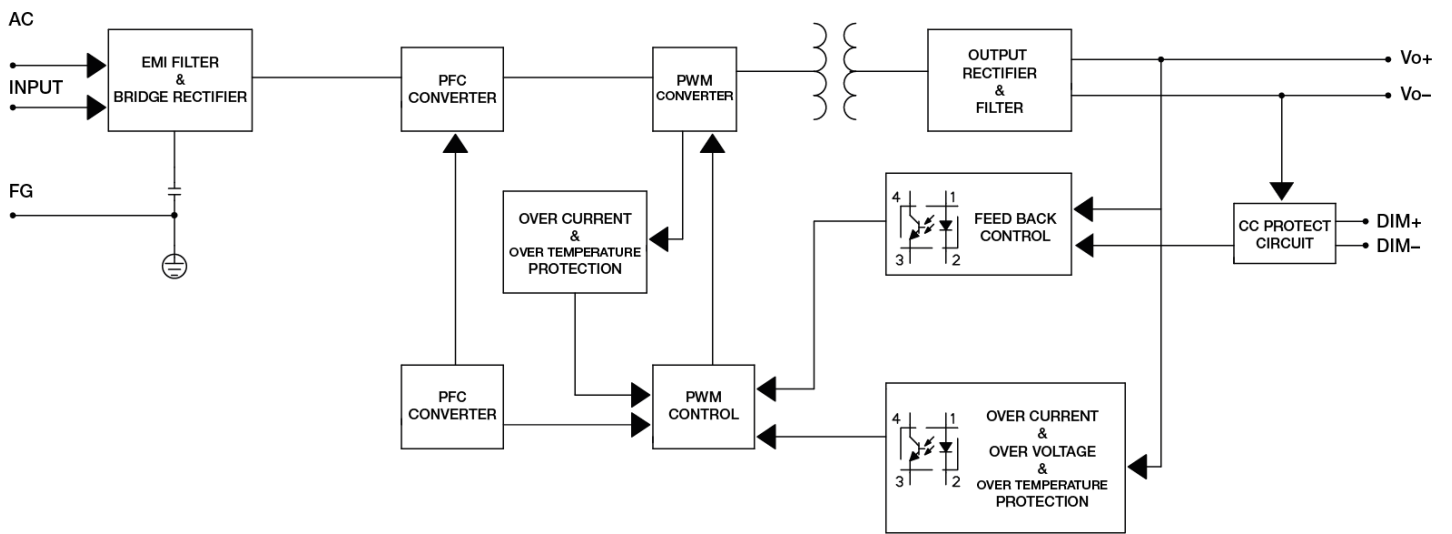 AC
INPUT
FG
EMI FILTER
&
BRIDGE RECTIFIER
PFC
CONVERTER
PWM
CONVERTER
OUTPUT
RECTIFIER
&
FILTER
Vo+
Vo–
OVER CURRENT
&
OVER TEMPERATURE
PROTECTION
4 1
3 2
FEED BACK
CONTROL
CC PROTECT
CIRCUIT
DIM+
DIM–
PFC
CONVERTER
PWM
CONTROL
4 1
3 2
OVER CURRENT
&
OVER VOLTAGE
&
OVER TEMPERATURE
PROTECTION